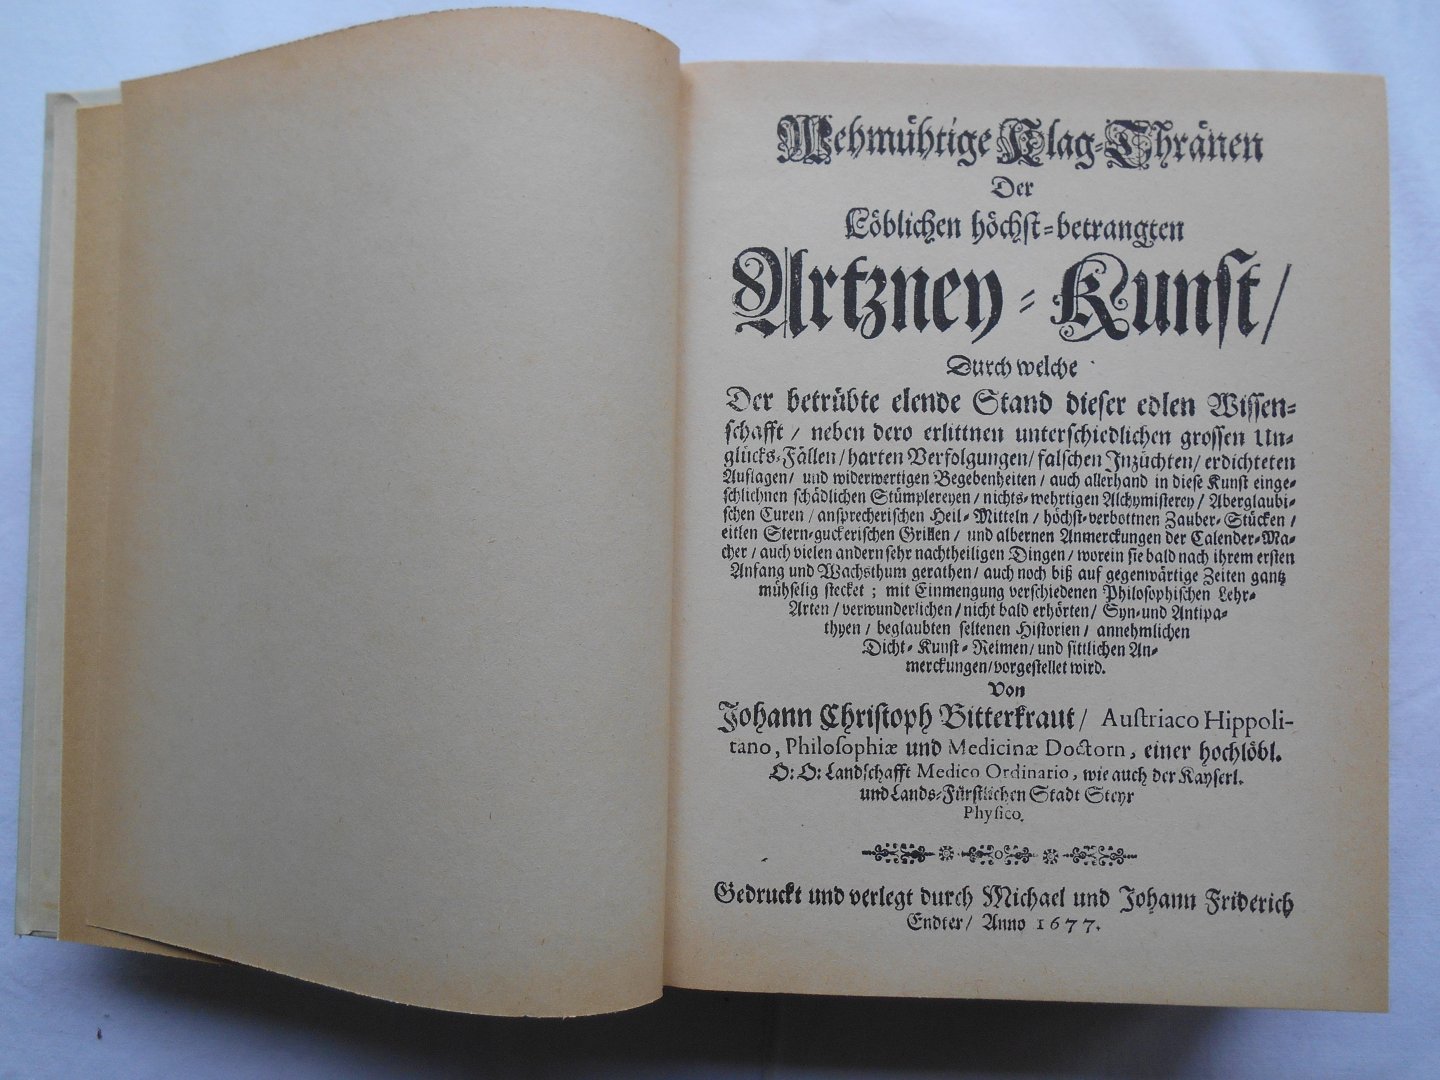 Wehmühtige Klag-Thränen
Der
Löblichen höchst-betrangten
Artzney-Kunst/
Durch welche
Der betrübte elende Stand dieser edlen Wissen-
schafft / neben dero erlittnen unterschiedlichen grossen Un-
glücks-Fällen/ harten Verfolgungen/ falschen Inzüchten/ erdichteten
Auflagen/ und widerwertigen Begebenheiten / auch allerhand in diese Kunst einge-
schlichnen schädlichen Stümplereyen / nichts-wehrtigen Alchymisterey / Aberglaubi-
schen Curen / ansprecherischen Heil-Mitteln / höchst-verbottnen Zauber-Stücken /
eitlen Stern-guckerischen Grillen / und albernen Anmerckungen der Calender-Ma-
cher / auch vielen andern sehr nachtheiligen Dingen / worein sie bald nach ihrem ersten
Anfang und Wachsthum gerathen / auch noch biß auf gegenwärtige Zeiten gantz
mühselig stecket ; mit Einmengung verschiedenen Philosophischen Lehr-
Arten / verwunderlichen / nicht bald erhörten / Syn- und Antipa-
thyen / beglaubten seltenen Historien / annehmlichen
Dicht-Kunst-Reimen/ und sittlichen An-
merckungen/ vorgestellet wird.
Von
Johann Christoph Bitterkraut/ Austriaco Hippoli-
tano, Philosophiæ und Medicinæ Doctorn, einer hochlöbl.
O: O: Landschafft Medico Ordinario, wie auch der Kayserl.
und Lands-Fürstlichen Stadt Steyr
Physico.
Gedruckt und verlegt durch Michael und Johann Friderich
Endter/ Anno 1677.